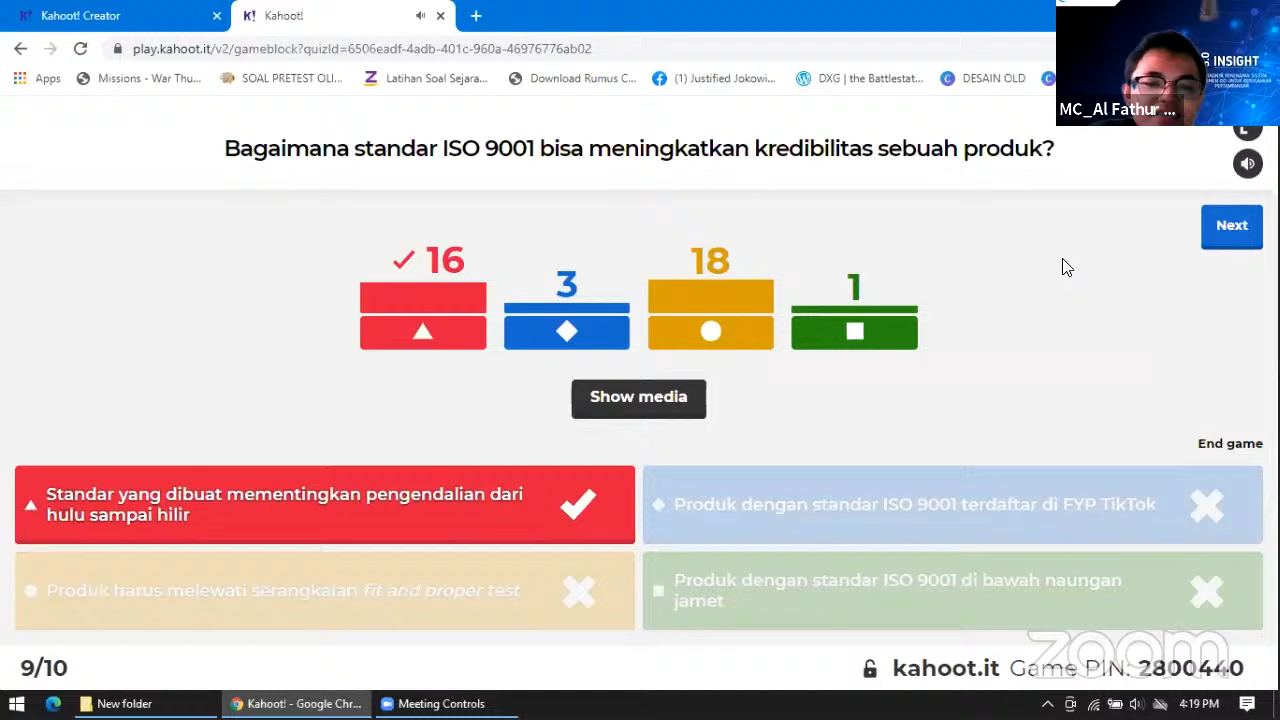 Kahoot! Creator
Kahoot!
play.kahoot.it/v2/gameblock?quizId=6506eadf-4adb-401c-960a-46976776ab02
Apps
Missions - War Thu...
SOAL PRETEST OLI...
Latihan Soal Sejara...
Download Rumus C...
(1) Justified Jokowi...
DXG | the Battlestat...
DESAIN OLD
INSIGHT
MC_Al Fathur ...
Bagaimana standar ISO 9001 bisa meningkatkan kredibilitas sebuah produk?
Next
16
3
18
1
Show media
End game
Standar yang dibuat mementingkan pengendalian dari
hulu sampai hilir
Produk dengan standar ISO 9001 terdaftar di FYP TikTok
Produk harus melewati serangkaian fit and proper test
Produk dengan standar ISO 9001 di bawah naungan
jamet
zoom
9/10
kahoot.it Game PIN: 2800440
New folder
Kahoot! - Google Chr...
Meeting Controls
4:19 PM